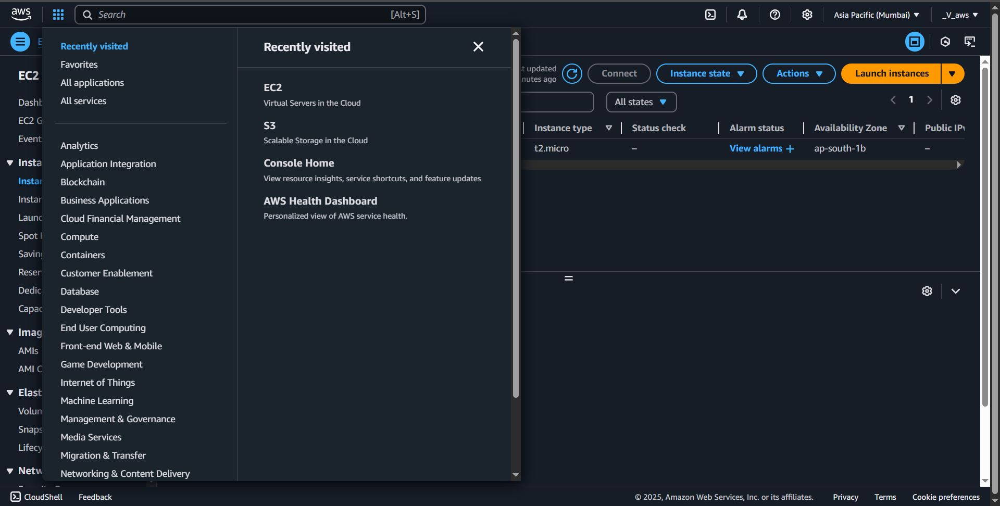 aws
Search
[Alt+S]
Asia Pacific (Mumbai)
_V_aws
Recently visited
Favorites
All applications
All services
Analytics
Application Integration
Blockchain
Business Applications
Cloud Financial Management
Compute
Containers
Customer Enablement
Database
Developer Tools
End User Computing
Front-end Web & Mobile
Game Development
Internet of Things
Machine Learning
Management & Governance
Media Services
Migration & Transfer
Networking & Content Delivery
Recently visited
EC2
Virtual Servers in the Cloud
S3
Scalable Storage in the Cloud
Console Home
View resource insights, service shortcuts, and feature updates
AWS Health Dashboard
Personalized view of AWS service health.
EC2
Dashb
EC2 G
Event
Insta
Instan
Instan
Launc
Spot
Saving
Reser
Dedic
Capac
Imag
AMIs
AMI C
Elast
Volum
Snaps
Lifecy
Netw
updated
ago
Connect
Instance state
Actions
Launch instances
All states
1
Instance type
Status check
Alarm status
Availability Zone
Public IPv
t2.micro
–
View alarms +
ap-south-1b
–
CloudShell
Feedback
© 2025, Amazon Web Services, Inc. or its affiliates.
Privacy
Terms
Cookie preferences